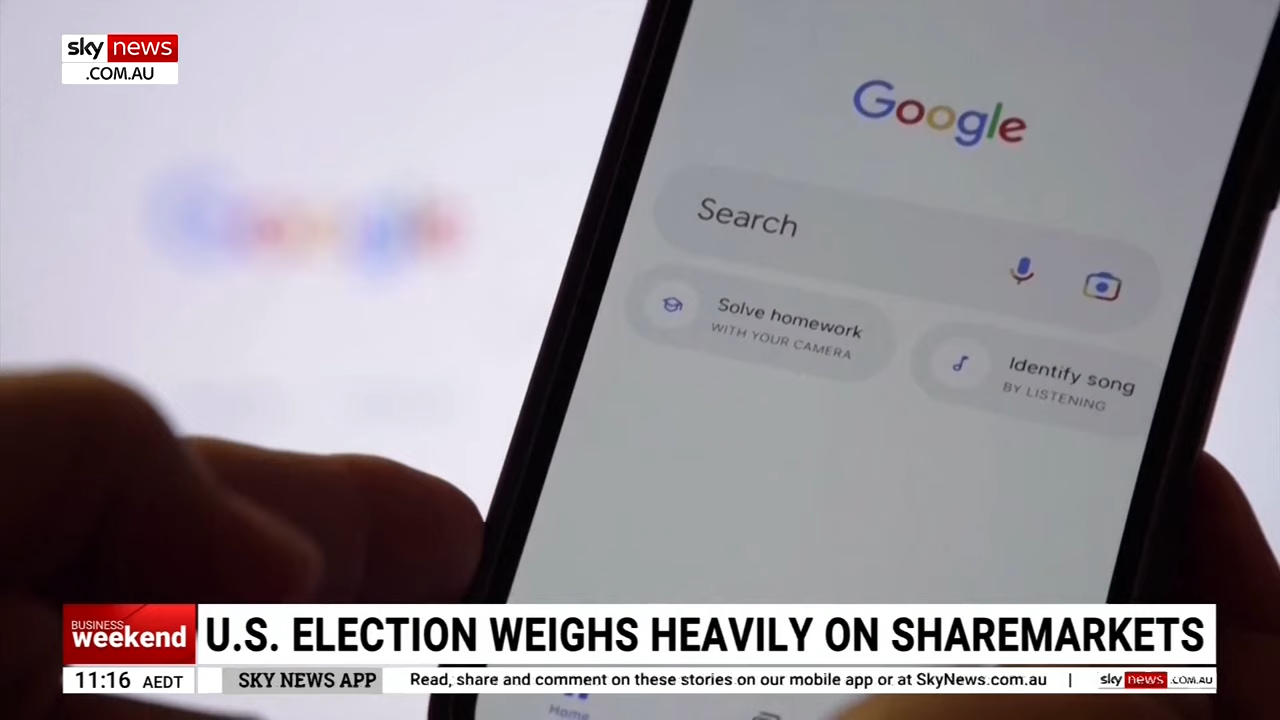 sky news
.COM.AU
Google
Google
Search
Solve homework
WITH YOUR CAMERA
Identify song
BY LISTENING
BUSINESS
weekend
U.S. ELECTION WEIGHS HEAVILY ON SHAREMARKETS
11:16 AEDT
SKY NEWS APP
Read, share and comment on these stories on our mobile app or at SkyNews.com.au |
sky news .COM.AU
Home